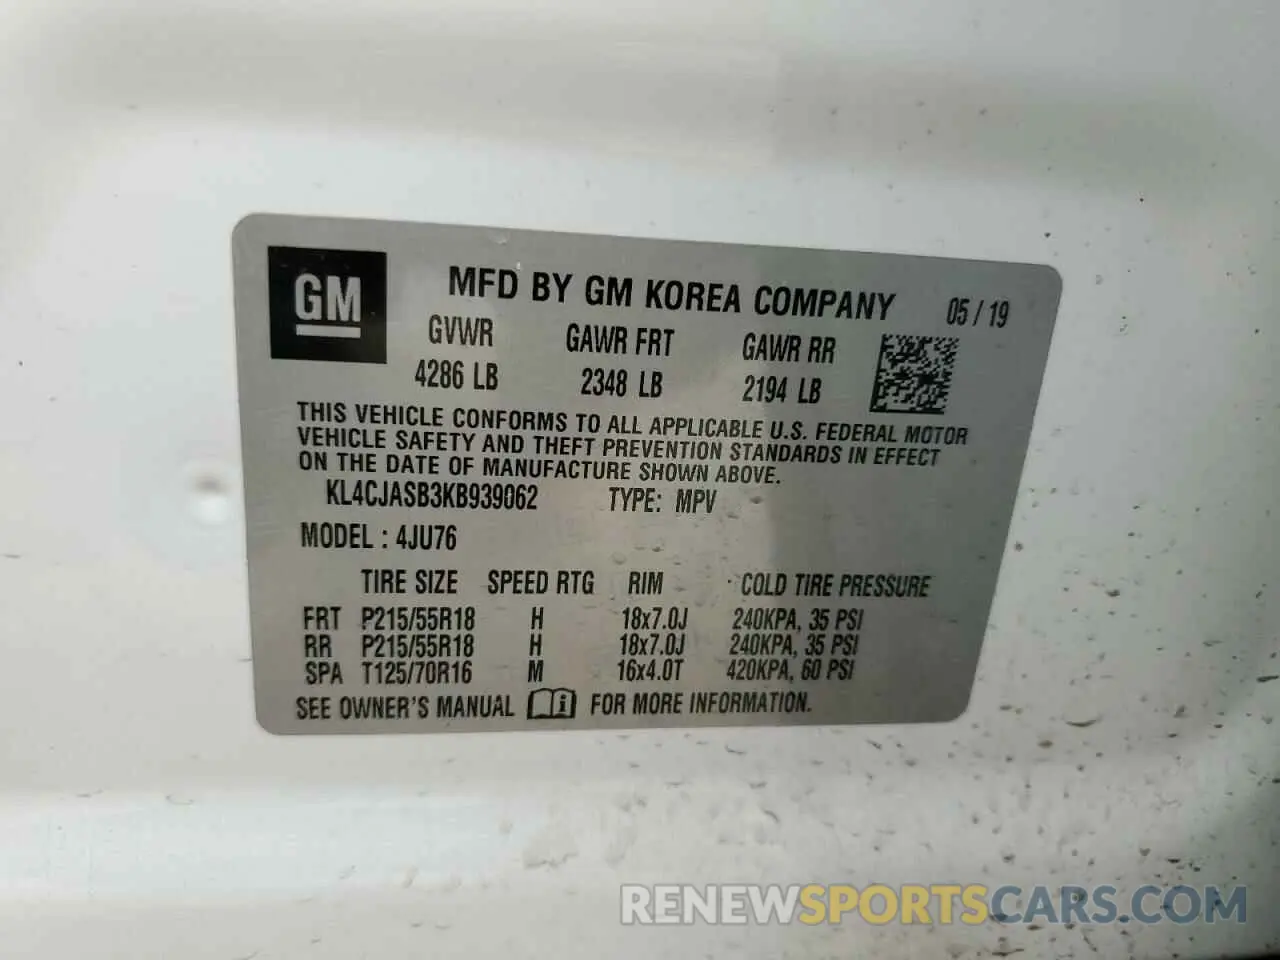 GM
MFD BY GM KOREA COMPANY 05 / 19
GVWR GAWR FRT GAWR RR
4286 LB 2348 LB 2194 LB
THIS VEHICLE CONFORMS TO ALL APPLICABLE U.S. FEDERAL MOTOR
VEHICLE SAFETY AND THEFT PREVENTION STANDARDS IN EFFECT
ON THE DATE OF MANUFACTURE SHOWN ABOVE.
KL4CJASB3KB939062 TYPE: MPV
MODEL : 4JU76
TIRE SIZE SPEED RTG RIM COLD TIRE PRESSURE
FRT P215/55R18 H 18x7.0J 240KPA, 35 PSI
RR P215/55R18 H 18x7.0J 240KPA, 35 PSI
SPA T125/70R16 M 16x4.0T 420KPA, 60 PSI
SEE OWNER'S MANUAL i FOR MORE INFORMATION.
RENEWSPORTSCARS.COM